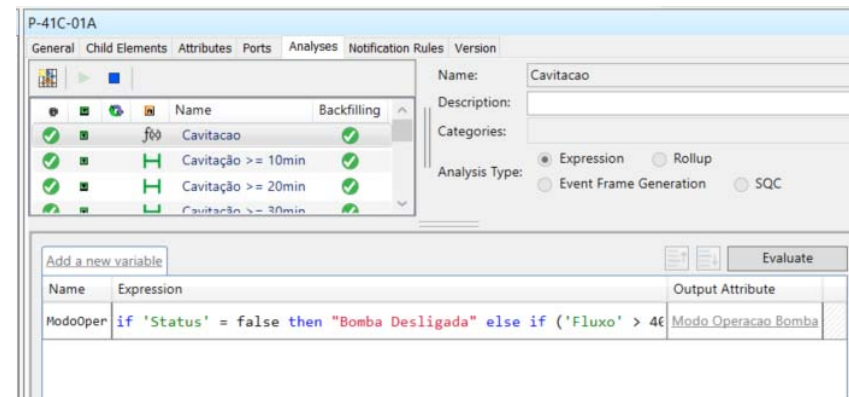 P-41C-01A
General Child Elements Attributes Ports Analyses Notification Rules Version
Name: Cavitacao
Name Backfilling
Description:
f(x) Cavitacao
Categories:
Cavitação >= 10min
Analysis Type: Expression Rollup
Cavitação >= 20min
Event Frame Generation SQC
Cavitação >= 30min
Add a new variable Evaluate
Name Expression Output Attribute
ModoOper if 'Status' = false then "Bomba Desligada" else if ('Fluxo' > Modo Operacao Bomba